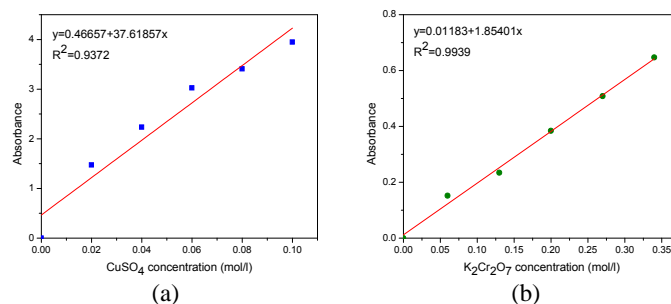 y=0.46657+37.61857x
R2=0.9372
4
3
2
1
0
Absorbance
0.00 0.02 0.04 0.06 0.08 0.10
CuSO4 concentration (mol/l)
(a)
y=0.01183+1.85401x
R2=0.9939
0.8
0.6
0.4
0.2
0.0
Absorbance
0.00 0.05 0.10 0.15 0.20 0.25 0.30 0.35
K2Cr2O7 concentration (mol/l)
(b)